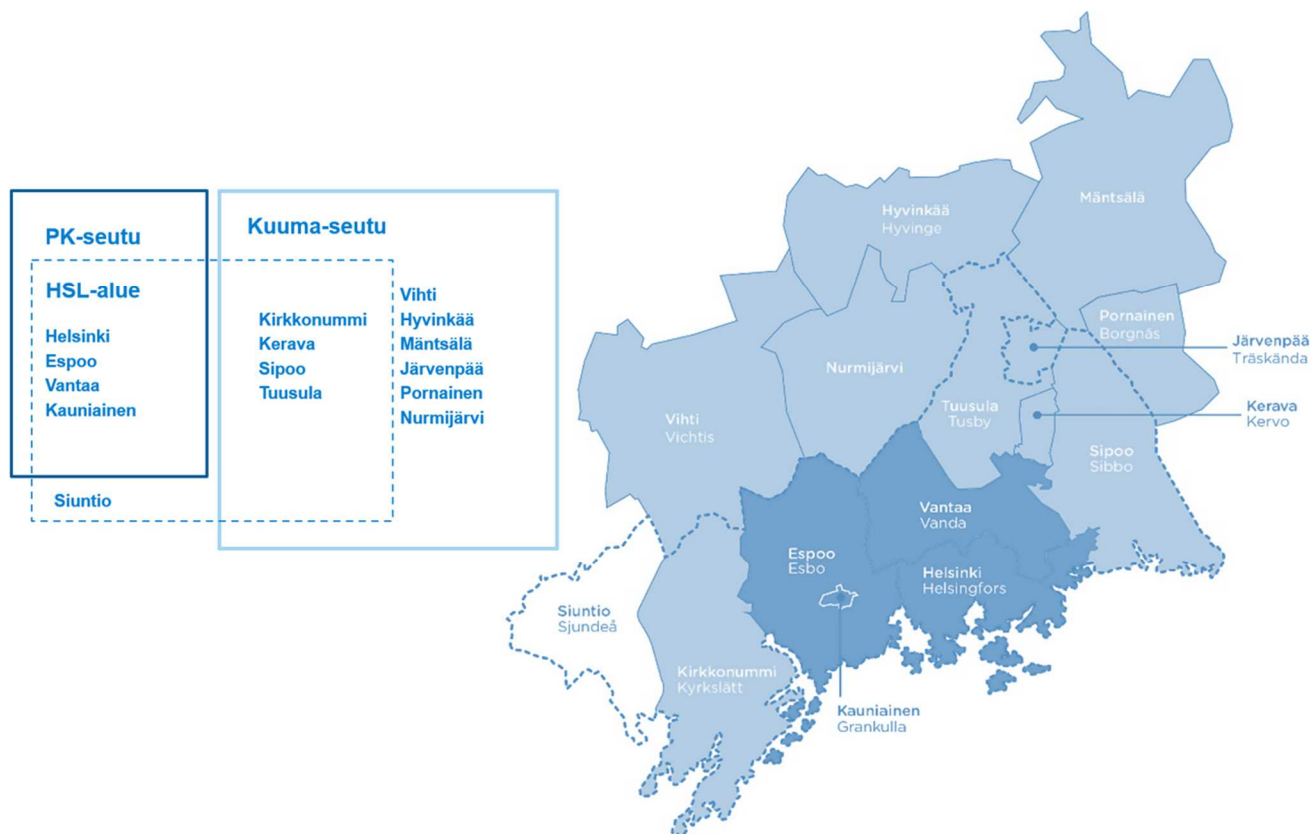 PK-seutu
HSL-alue
Helsinki
Espoo
Vantaa
Kauniainen
Siuntio
Kuuma-seutu
Kirkkonummi
Kerava
Sipoo
Tuusula
Vihti
Hyvinkää
Mäntsälä
Järvenpää
Pornainen
Nurmijärvi
Mäntsälä
Hyvinkää
Hyvinge
Pornainen
Borgnäs
Järvenpää
Träskända
Nurmijärvi
Tuusula
Tusby
Kerava
Kervo
Vihti
Vichtis
Sipoo
Sibbo
Vantaa
Vanda
Espoo
Esbo
Helsinki
Helsingfors
Siuntio
Sjundeå
Kirkkonummi
Kyrkslätt
Kauniainen
Grankulla